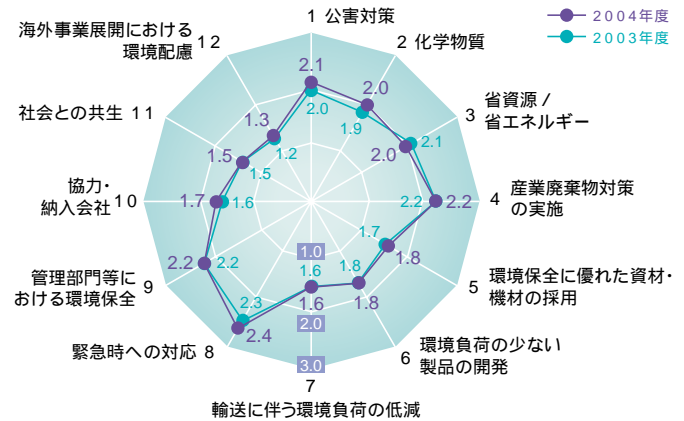 2004年度
2003年度
1 公害対策
2 化学物質
3 省資源 /
省エネルギー
4 産業廃棄物対策
の実施
5 環境保全に優れた資材・
機材の採用
6 環境負荷の少ない
製品の開発
7
輸送に伴う環境負荷の低減
緊急時への対応 8
管理部門等に
おける環境保全 9
協力・
納入会社 10
社会との共生 11
海外事業展開における
環境配慮 12
2.1
2.0
2.0
1.9
2.1
2.0
2.2
2.2
1.7
1.8
1.8
1.8
1.6
1.6
2.3
2.4
2.2
2.2
1.7
1.6
1.5
1.5
1.3
1.2
1.0
2.0
3.0